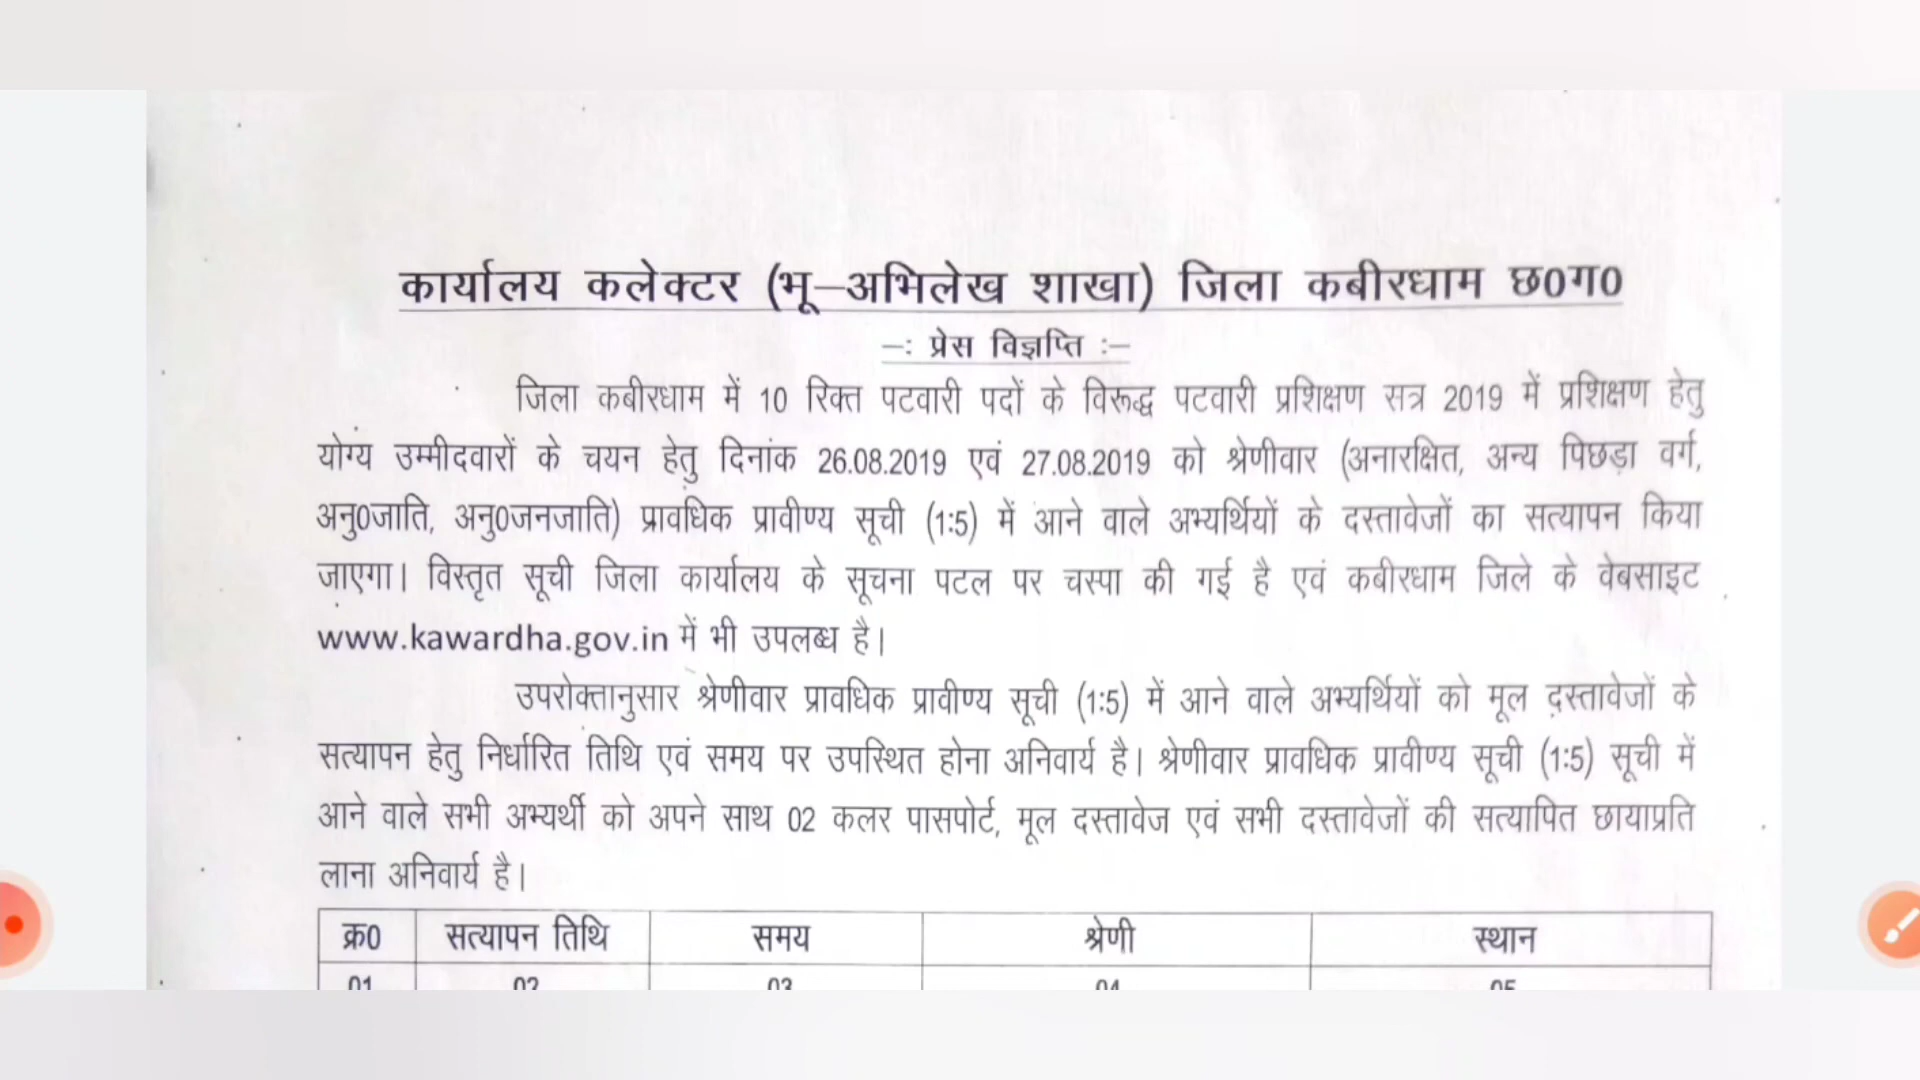 कार्यालय कलेक्टर (भू–अभिलेख शाखा) जिला कबीरधाम छ0ग0
–: प्रेस विज्ञप्ति :–
जिला कबीरधाम में 10 रिक्त पटवारी पदों के विरूद्ध पटवारी प्रशिक्षण सत्र 2019 में प्रशिक्षण हेतु
योग्य उम्मीदवारों के चयन हेतु दिनांक 26.08.2019 एवं 27.08.2019 को श्रेणीवार (अनारक्षित, अन्य पिछड़ा वर्ग,
अनु0जाति, अनु0जनजाति) प्रावधिक प्रावीण्य सूची (1:5) में आने वाले अभ्यर्थियों के दस्तावेजों का सत्यापन किया
जाएगा। विस्तृत सूची जिला कार्यालय के सूचना पटल पर चस्पा की गई है एवं कबीरधाम जिले के वेबसाइट
www.kawardha.gov.in में भी उपलब्ध है।
उपरोक्तानुसार श्रेणीवार प्रावधिक प्रावीण्य सूची (1:5) में आने वाले अभ्यर्थियों को मूल दस्तावेजों के
सत्यापन हेतु निर्धारित तिथि एवं समय पर उपस्थित होना अनिवार्य है। श्रेणीवार प्रावधिक प्रावीण्य सूची (1:5) सूची में
आने वाले सभी अभ्यर्थी को अपने साथ 02 कलर पासपोर्ट, मूल दस्तावेज एवं सभी दस्तावेजों की सत्यापित छायाप्रति
लाना अनिवार्य है।
क्र0 सत्यापन तिथि समय श्रेणी स्थान
01 02 03 04 05